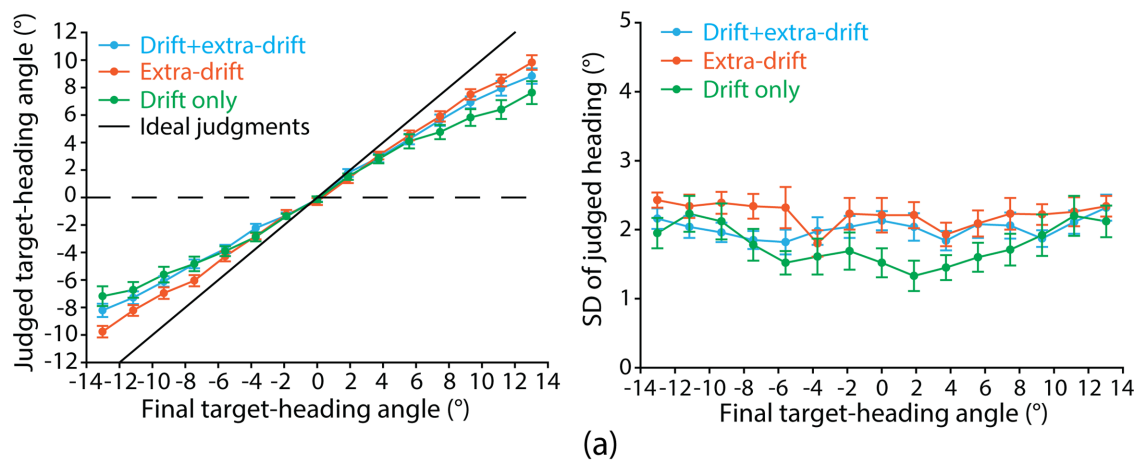 Judged target-heading angle (°)
12
10
8
6
4
2
0
-2
-4
-6
-8
-10
-12
Drift+extra-drift
Extra-drift
Drift only
Ideal judgments
-14 -12 -10 -8 -6 -4 -2 0 2 4 6 8 10 12 14
Final target-heading angle (°)
SD of judged heading (°)
5
4
3
2
1
0
Drift+extra-drift
Extra-drift
Drift only
-14 -12 -10 -8 -6 -4 -2 0 2 4 6 8 10 12 14
Final target-heading angle (°)
(a)